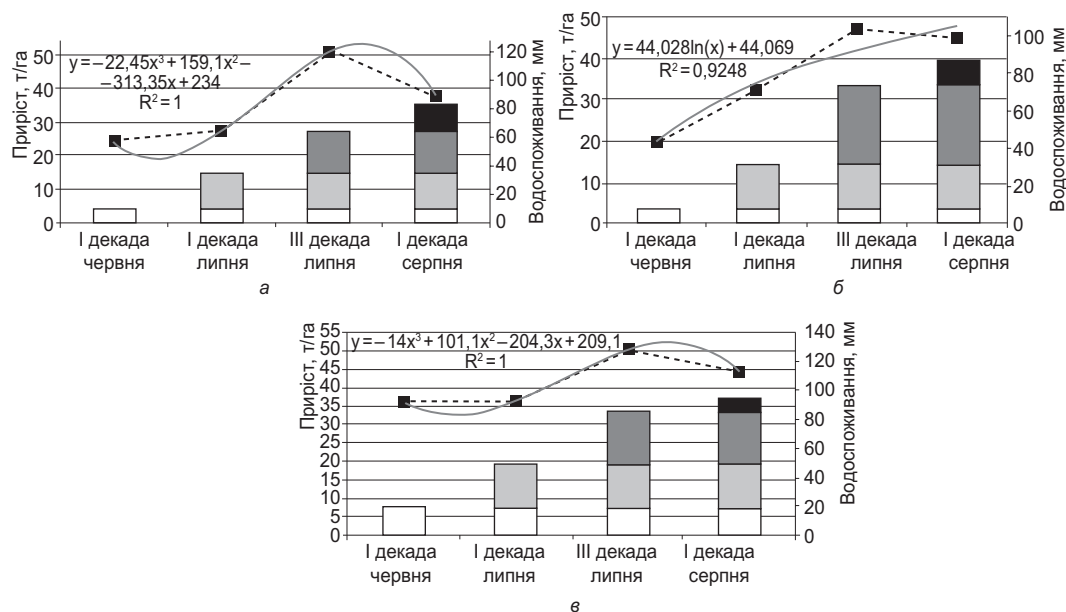 Приріст, т/га
50
40
30
20
10
0
y=–22,45x³+159,1x²–
–313,35x+234
R²=1
120
100
80
60
40
20
0
Водоспоживання, мм
І декада червня
І декада липня
ІІІ декада липня
І декада серпня
а
Приріст, т/га
50
40
30
20
10
0
y=44,028ln(x)+44,069
R²=0,9248
100
80
60
40
20
0
Водоспоживання, мм
І декада червня
І декада липня
ІІІ декада липня
І декада серпня
б
Приріст, т/га
55
50
45
40
35
30
25
20
15
10
5
0
y=–14x³+101,1x²–204,3x+209,1
R²=1
140
120
100
80
60
40
20
0
Водоспоживання, мм
І декада червня
І декада липня
ІІІ декада липня
І декада серпня
в